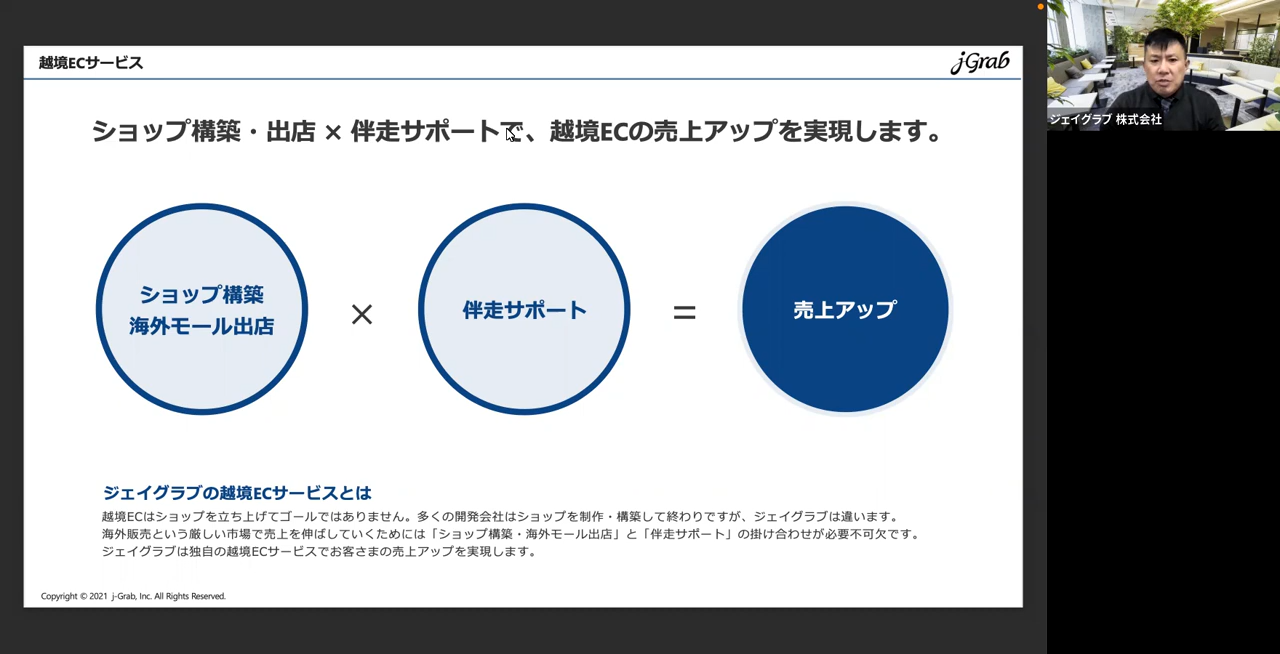 越境ECサービス
j-Grab
ショップ構築・出店 × 伴走サポートで、越境ECの売上アップを実現します。
ショップ構築
海外モール出店
×
伴走サポート
=
売上アップ
ジェイグラブの越境ECサービスとは
越境ECはショップを立ち上げてゴールではありません。多くの開発会社はショップを制作・構築して終わりですが、ジェイグラブは違います。
海外販売という厳しい市場で売上を伸ばしていくためには「ショップ構築・海外モール出店」と「伴走サポート」の掛け合わせが必要不可欠です。
ジェイグラブは独自の越境ECサービスでお客さまの売上アップを実現します。
Copyright © 2021 j-Grab, Inc. All Rights Reserved.
ジェイグラブ 株式会社